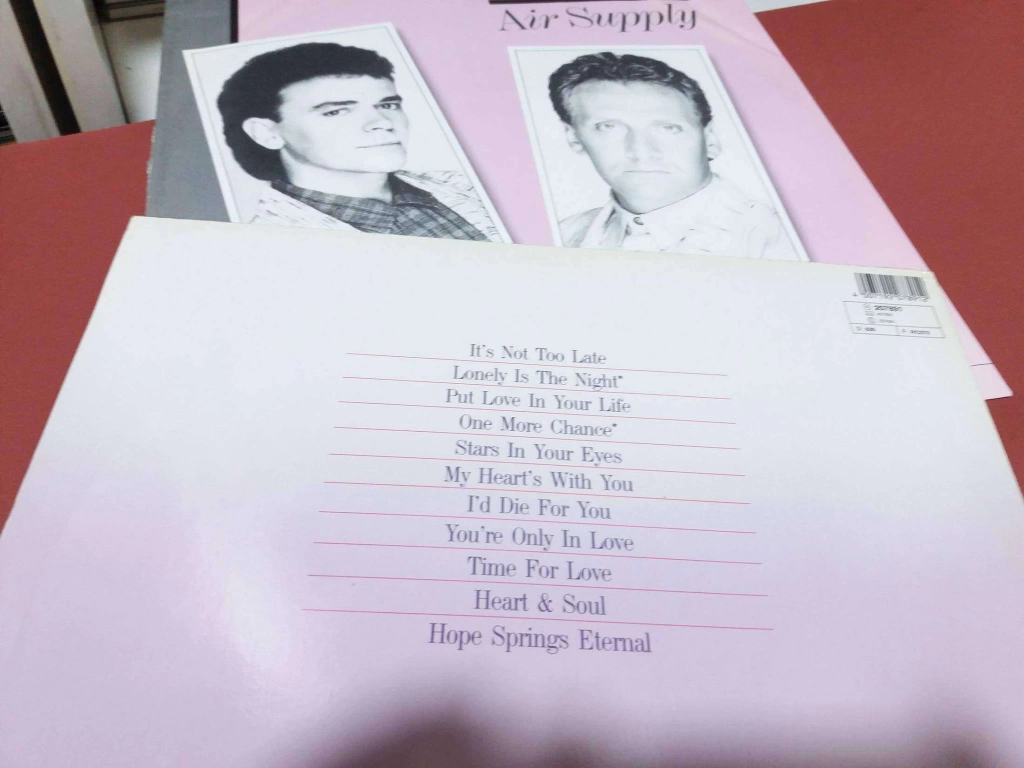 Air Supply
It's Not Too Late
Lonely Is The Night*
Put Love In Your Life
One More Chance*
Stars In Your Eyes
My Heart's With You
I'd Die For You
You're Only In Love
Time For Love
Heart & Soul
Hope Springs Eternal